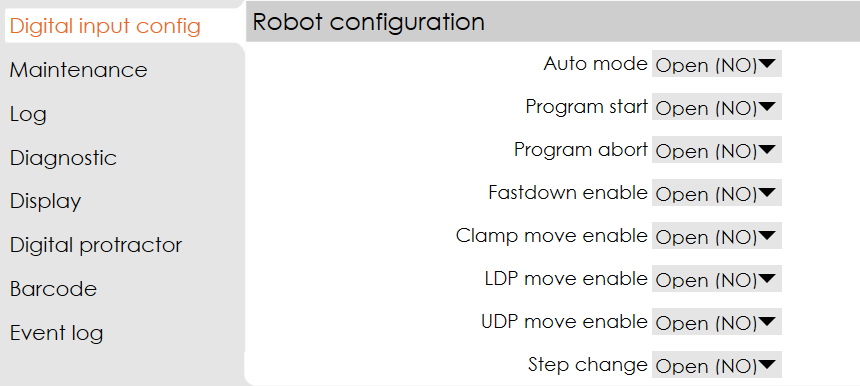 Digital input config
Maintenance
Log
Diagnostic
Display
Digital protractor
Barcode
Event log
Robot configuration
Auto mode Open (NO)
Program start Open (NO)
Program abort Open (NO)
Fastdown enable Open (NO)
Clamp move enable Open (NO)
LDP move enable Open (NO)
UDP move enable Open (NO)
Step change Open (NO)